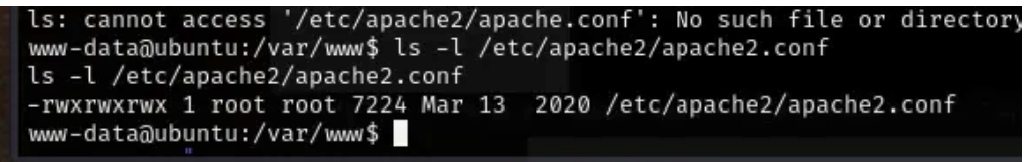 ls: cannot access '/etc/apache2/apache.conf': No such file or directory
www-data@ubuntu:/var/www$ ls -l /etc/apache2/apache2.conf
ls -l /etc/apache2/apache2.conf
-rwxrwxrwx 1 root root 7224 Mar 13  2020 /etc/apache2/apache2.conf
www-data@ubuntu:/var/www$